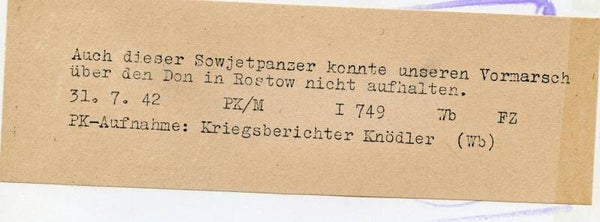 Auch dieser Sowjetpanzer konnte unseren Vormarsch
über den Don in Rostow nicht aufhalten.
31. 7. 42 PK/M I 749 Wb FZ
PK-Aufnahme: Kriegsberichter Knödler (Wb)